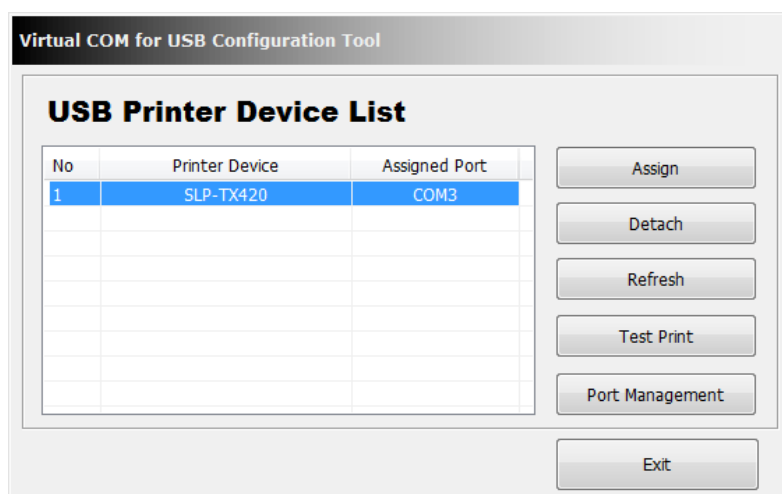 Virtual COM for USB Configuration Tool
USB Printer Device List
No Printer Device Assigned Port
1 SLP-TX420 COM3
Assign
Detach
Refresh
Test Print
Port Management
Exit